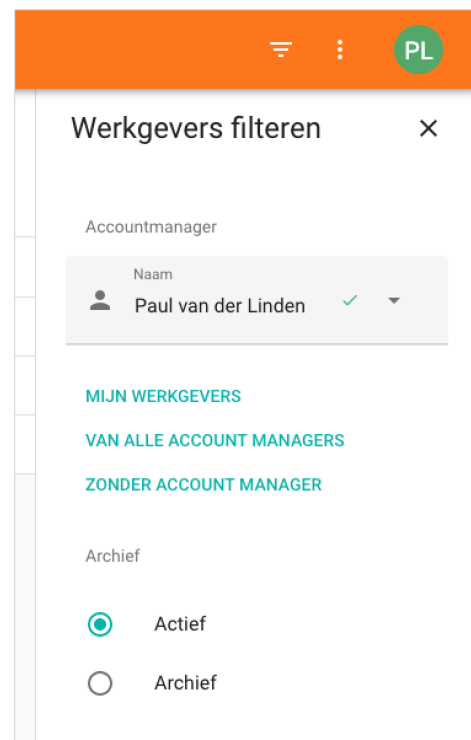 PL
Werkgevers filteren
Accountmanager
Naam
Paul van der Linden
MIJN WERKGEVERS
VAN ALLE ACCOUNT MANAGERS
ZONDER ACCOUNT MANAGER
Archief
Actief
Archief